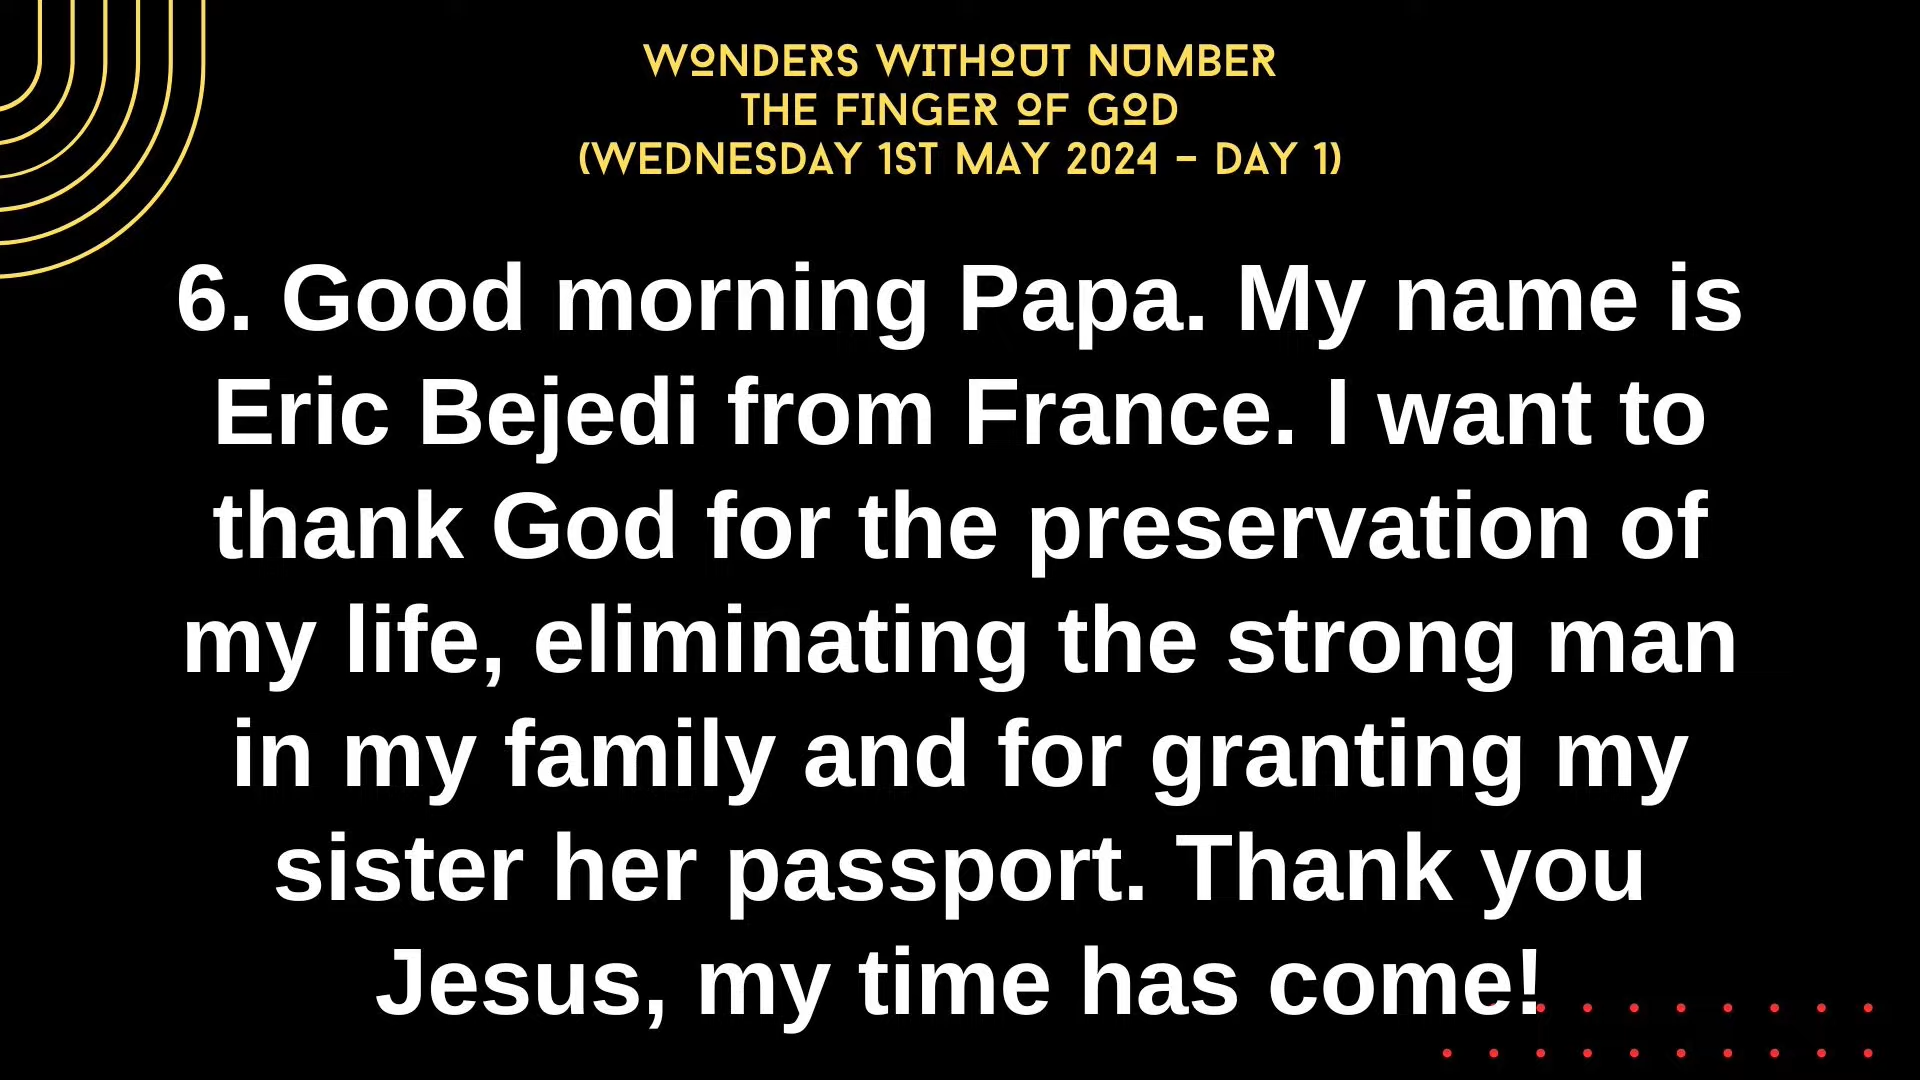 WONDERS WITHOUT NUMBER
THE FINGER OF GOD
(WEDNESDAY 1ST MAY 2024 - DAY 1)
6. Good morning Papa. My name is
Eric Bejedi from France. I want to
thank God for the preservation of
my life, eliminating the strong man
in my family and for granting my
sister her passport. Thank you
Jesus, my time has come!